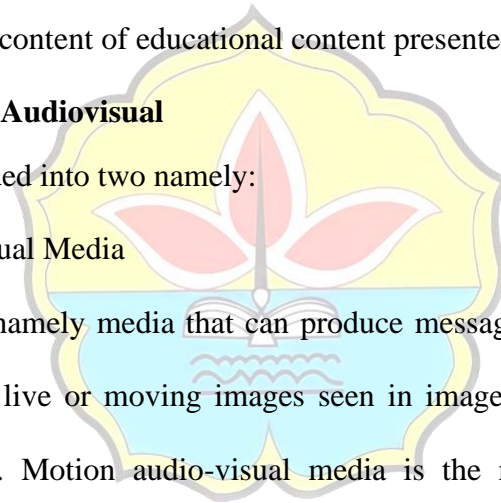 content of educational content presente
Audiovisual
ed into two namely:
ual Media
namely media that can produce messag
live or moving images seen in image
. Motion audio-visual media is the